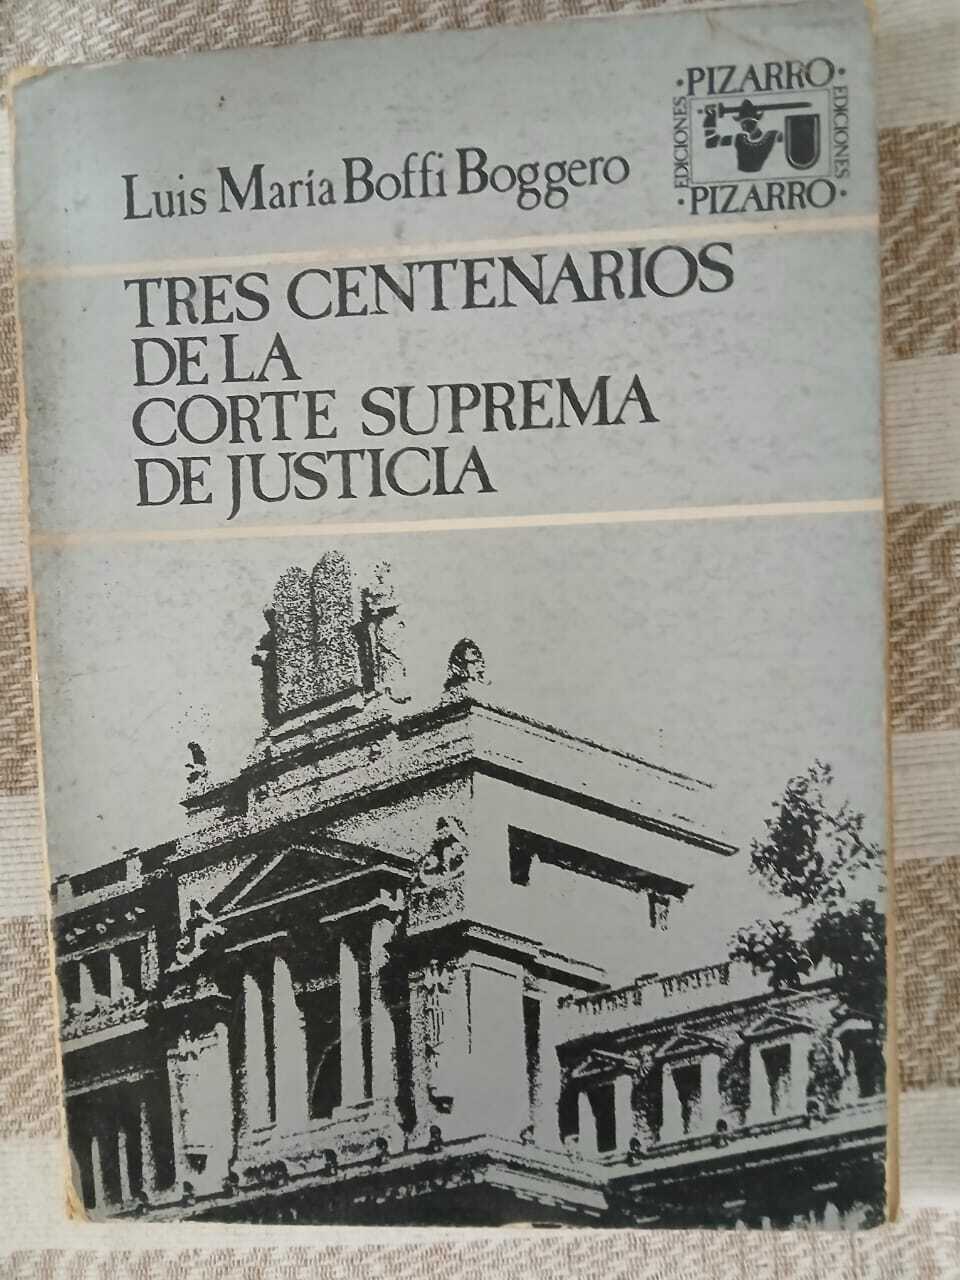 ·PIZARRO·
EDICIONES
EDICIONES
·PIZARRO·
Luis María Boffi Boggero
TRES CENTENARIOS
DE LA
CORTE SUPREMA
DE JUSTICIA